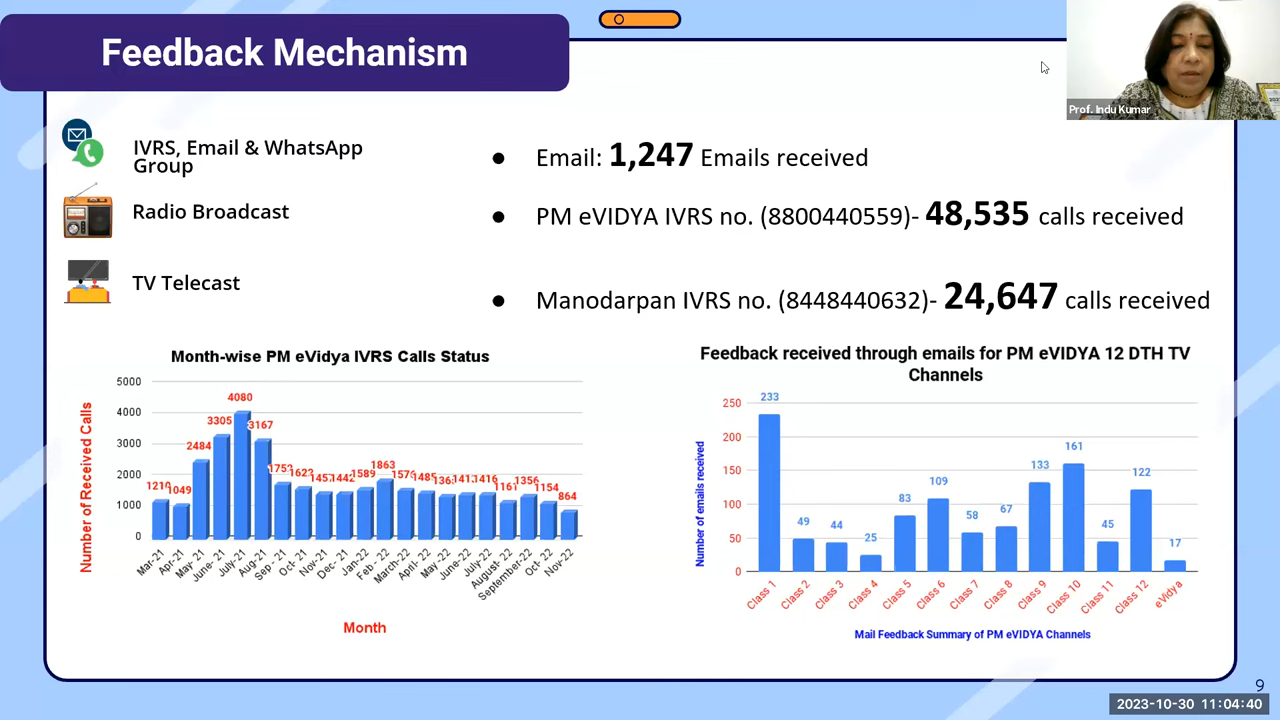 Feedback Mechanism
Prof. Indu Kumar
IVRS, Email & WhatsApp
Group
Radio Broadcast
TV Telecast
● Email: 1,247 Emails received
● PM eVIDYA IVRS no. (8800440559)- 48,535 calls received
● Manodarpan IVRS no. (8448440632)- 24,647 calls received
Month-wise PM eVidya IVRS Calls Status
Number of Received Calls
5000
4000
3000
2000
1000
0
1049
2484
3305
4080
3167
1589
1863
1416
1161
1356
1154
864
Mar-21
Apr-21
May-21
June-21
July-21
Aug-21
Sep-21
Oct-21
Nov-21
Dec-21
Jan-22
Feb-22
March-22
April-22
May-22
June-22
July-22
August-22
September-22
Oct-22
Nov-22
Month
Feedback received through emails for PM eVIDYA 12 DTH TV
Channels
Number of emails received
250
200
150
100
50
0
233
49
44
25
83
109
58
67
133
161
45
122
17
Class 1
Class 2
Class 3
Class 4
Class 5
Class 6
Class 7
Class 8
Class 9
Class 10
Class 11
Class 12
eVidya
Mail Feedback Summary of PM eVIDYA Channels
9
2023-10-30 11:04:40